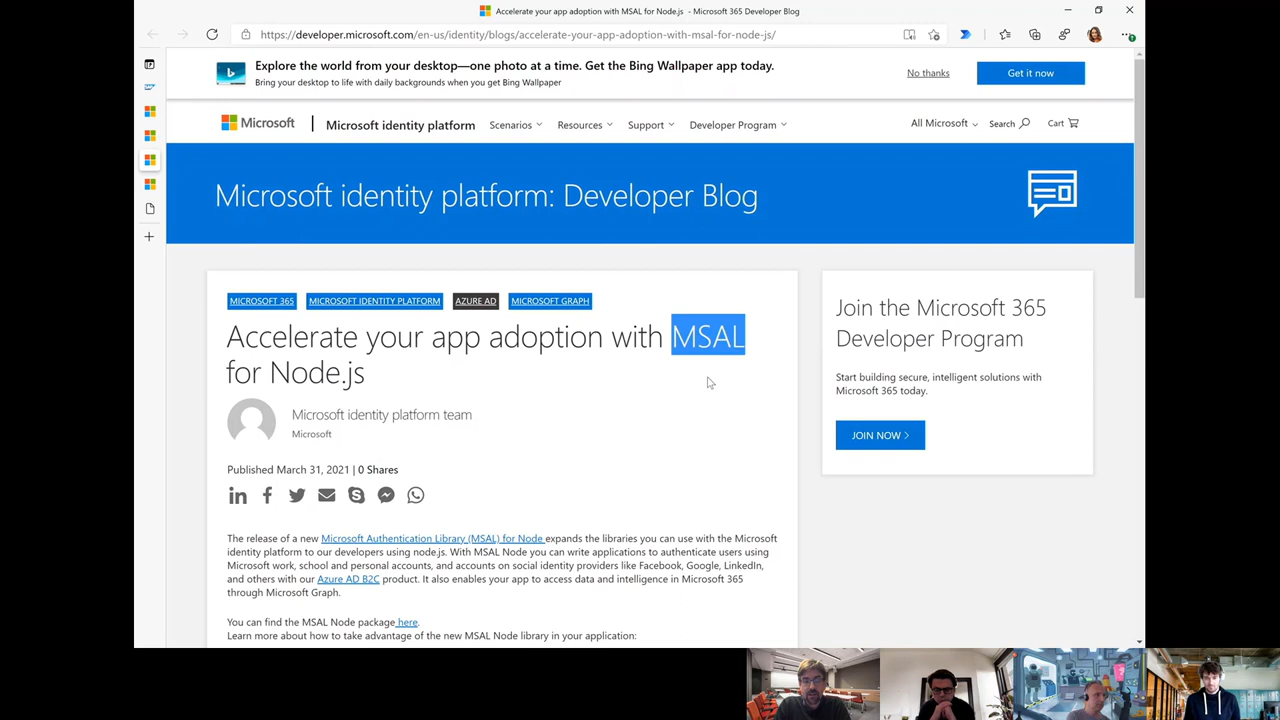 Accelerate your app adoption with MSAL for Node.js - Microsoft 365 Developer Blog
https://developer.microsoft.com/en-us/identity/blogs/accelerate-your-app-adoption-with-msal-for-node-js/
Explore the world from your desktop—one photo at a time. Get the Bing Wallpaper app today.
Bring your desktop to life with daily backgrounds when you get Bing Wallpaper
No thanks
Get it now
Microsoft
Microsoft identity platform
Scenarios
Resources
Support
Developer Program
All Microsoft
Search
Cart
Microsoft identity platform: Developer Blog
MICROSOFT 365
MICROSOFT IDENTITY PLATFORM
AZURE AD
MICROSOFT GRAPH
Accelerate your app adoption with MSAL
for Node.js
Microsoft identity platform team
Microsoft
Published March 31, 2021 | 0 Shares
The release of a new Microsoft Authentication Library (MSAL) for Node expands the libraries you can use with the Microsoft
identity platform to our developers using node.js. With MSAL Node you can write applications to authenticate users using
Microsoft work, school and personal accounts, and accounts on social identity providers like Facebook, Google, LinkedIn,
and others with our Azure AD B2C product. It also enables your app to access data and intelligence in Microsoft 365
through Microsoft Graph.
You can find the MSAL Node package here.
Learn more about how to take advantage of the new MSAL Node library in your application:
Join the Microsoft 365
Developer Program
Start building secure, intelligent solutions with
Microsoft 365 today.
JOIN NOW